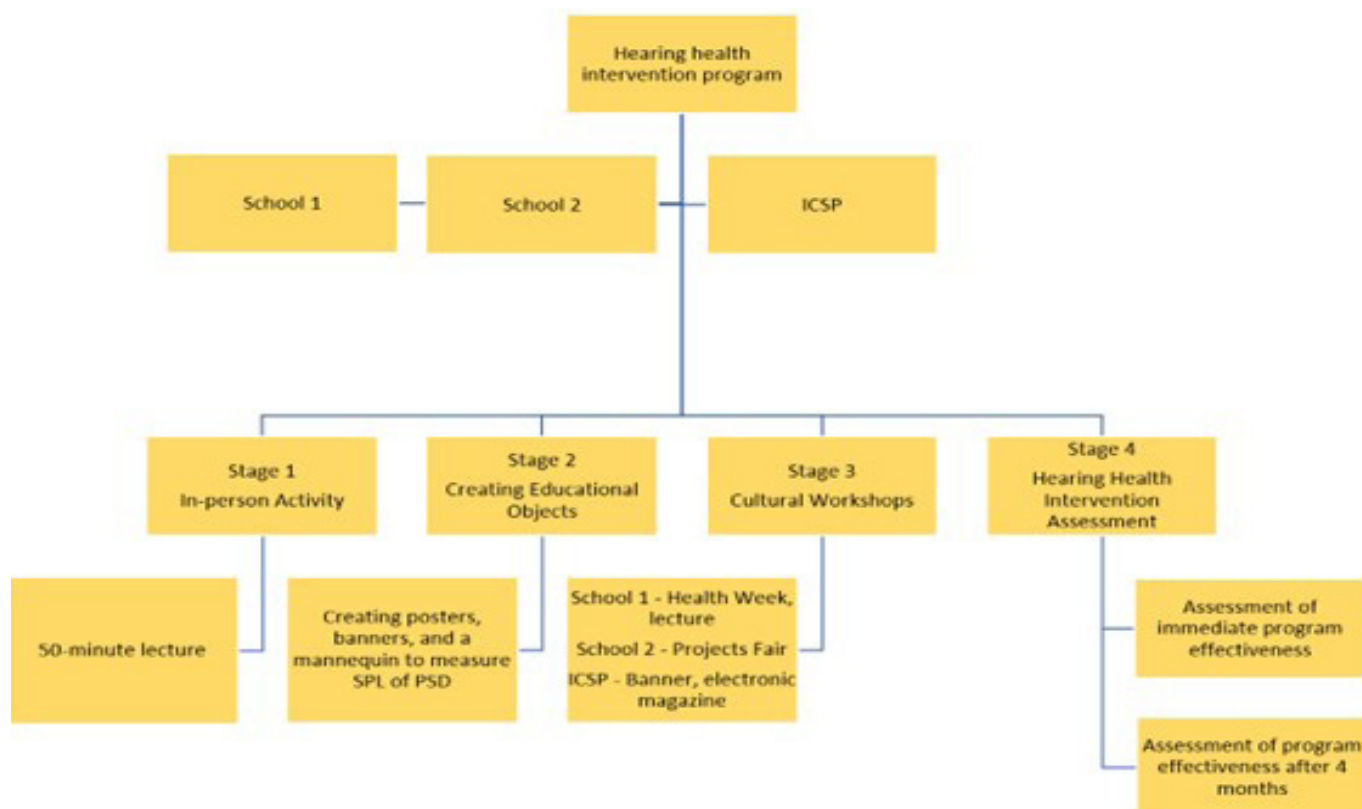 Hearing health
intervention program
School 1
School 2
ICSP
Stage 1
In-person Activity
Stage 2
Creating Educational
Objects
Stage 3
Cultural Workshops
Stage 4
Hearing Health
Intervention
Assessment
50-minute lecture
Creating posters,
banners, and a
mannequin to measure
SPL of PSD
School 1 - Health Week,
lecture
School 2 - Projects Fair
ICSP - Banner, electronic
magazine
Assessment of
immediate program
effectiveness
Assessment of program
effectiveness after 4
months